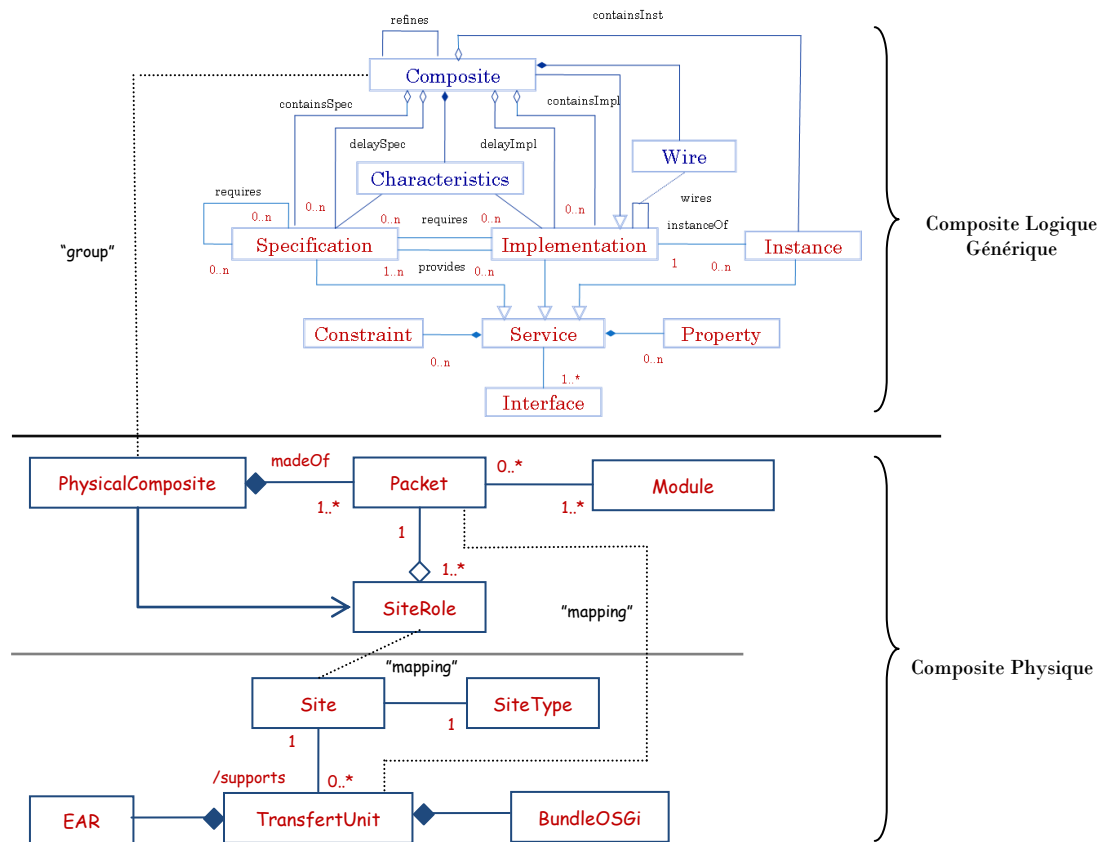 refines
containsInst
Composite
containsSpec
containsImpl
delaySpec
delayImpl
Wire
Characteristics
requires
wires
0..n
0..n
0..n
requires
0..n
0..n
instanceOf
Composite Logique
Générique
"group"
Specification
Implementation
Instance
0..n
1..n
provides
0..n
1
0..n
Constraint
Service
Property
0..n
0..n
1..*
Interface
madeOf
0..*
PhysicalComposite
Packet
Module
1..*
1..*
1
1..*
SiteRole
"mapping"
"mapping"
Composite Physique
Site
SiteType
1
1
/supports
0..*
EAR
TransfertUnit
BundleOSGi